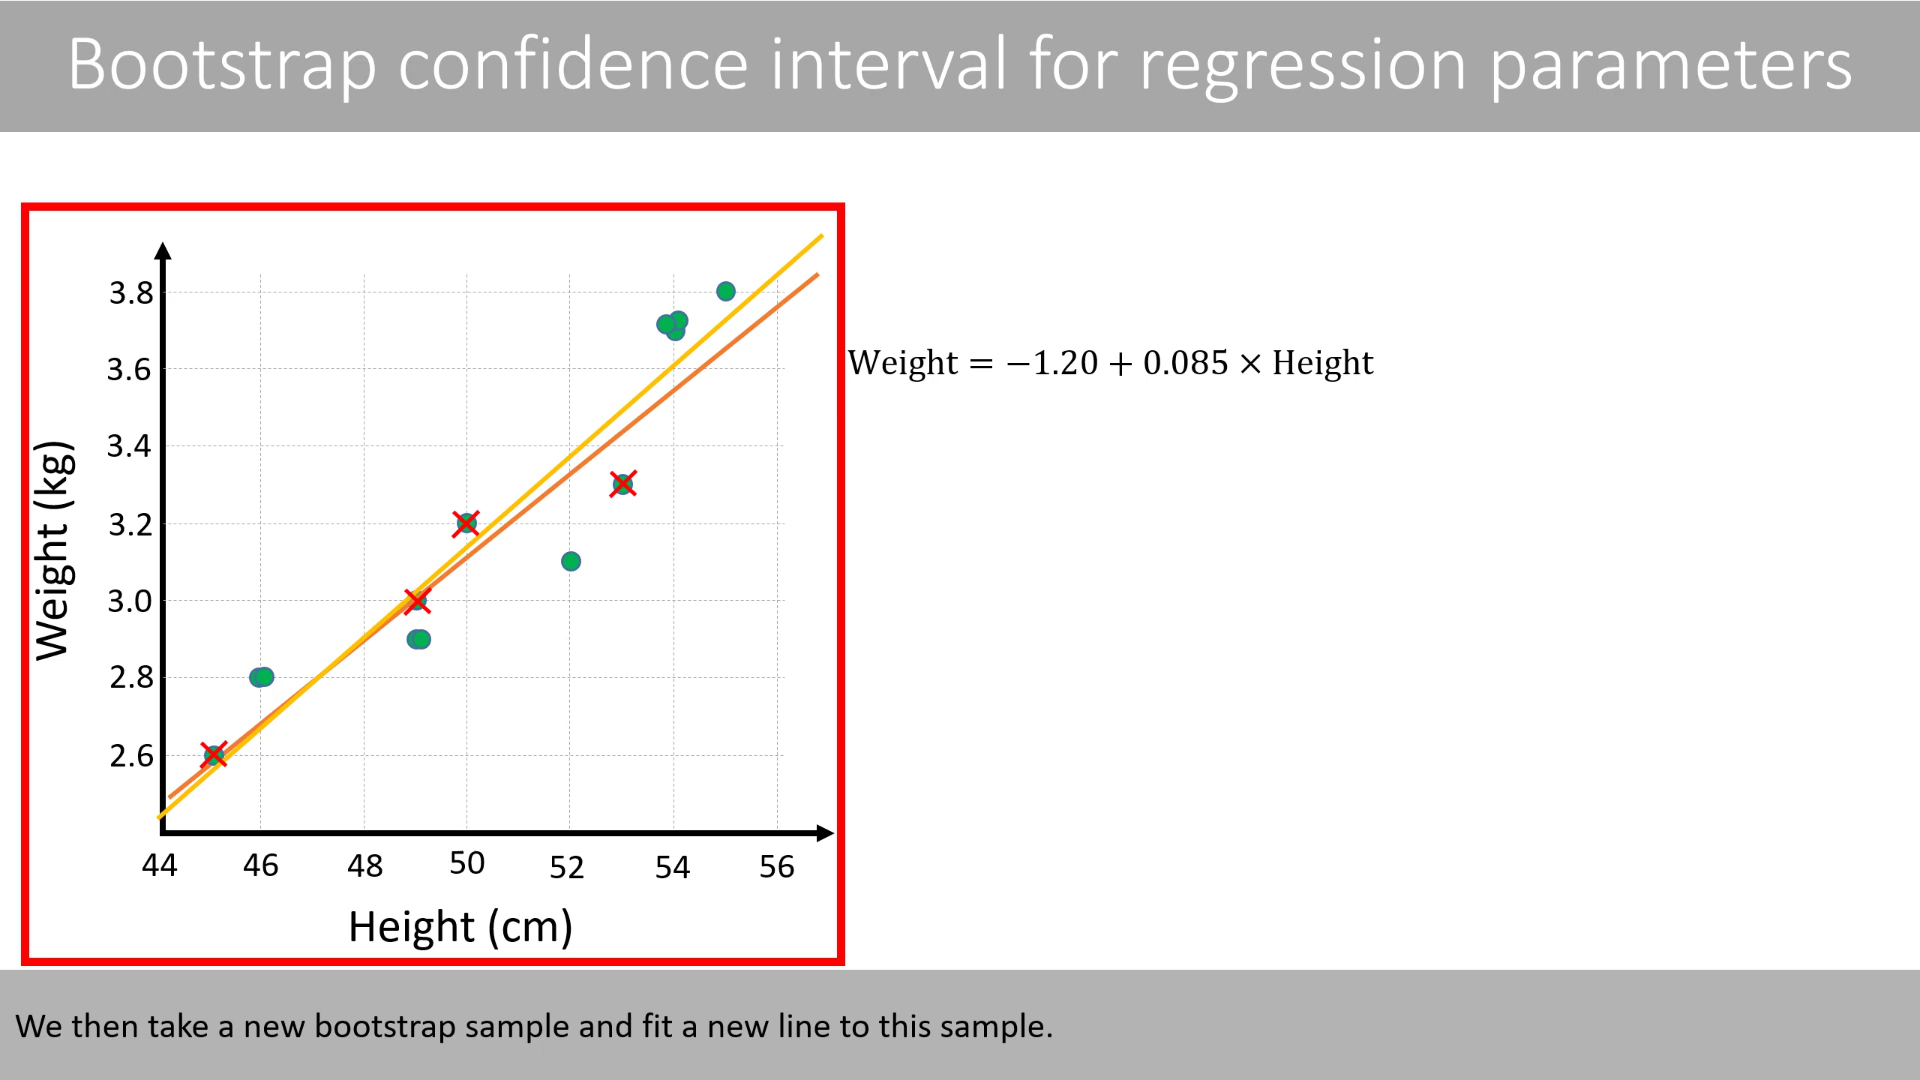 Bootstrap confidence interval for regression parameters
3.8
3.6
3.4
3.2
3.0
2.8
2.6
Weight (kg)
44 46 48 50 52 54 56
Height (cm)
Weight = −1.20 + 0.085 × Height
We then take a new bootstrap sample and fit a new line to this sample.